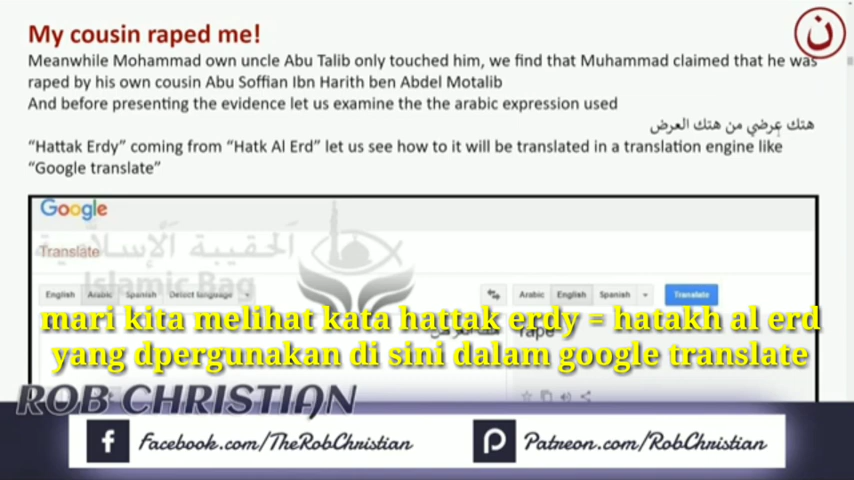 My cousin raped me!
ن
Meanwhile Mohammad own uncle Abu Talib only touched him, we find that Muhammad claimed that he was
raped by his own cousin Abu Soffian Ibn Harith ben Abdel Motalib
And before presenting the evidence let us examine the the arabic expression used
هتك عرضي من هتك العرض
“Hattak Erdy” coming from “Hatk Al Erd” let us see how to it will be translated in a translation engine like
“Google translate”
Google
الحقيبة الإسلامية
Translate
Islamic Bag
English Arabic Spanish Detect language
Arabic English Spanish Translate
rape
mari kita melihat kata hattak erdy = hatakh al erd
yang dpergunakan di sini dalam google translate
ROB CHRISTIAN
Facebook.com/TheRobChristian
Patreon.com/RobChristian